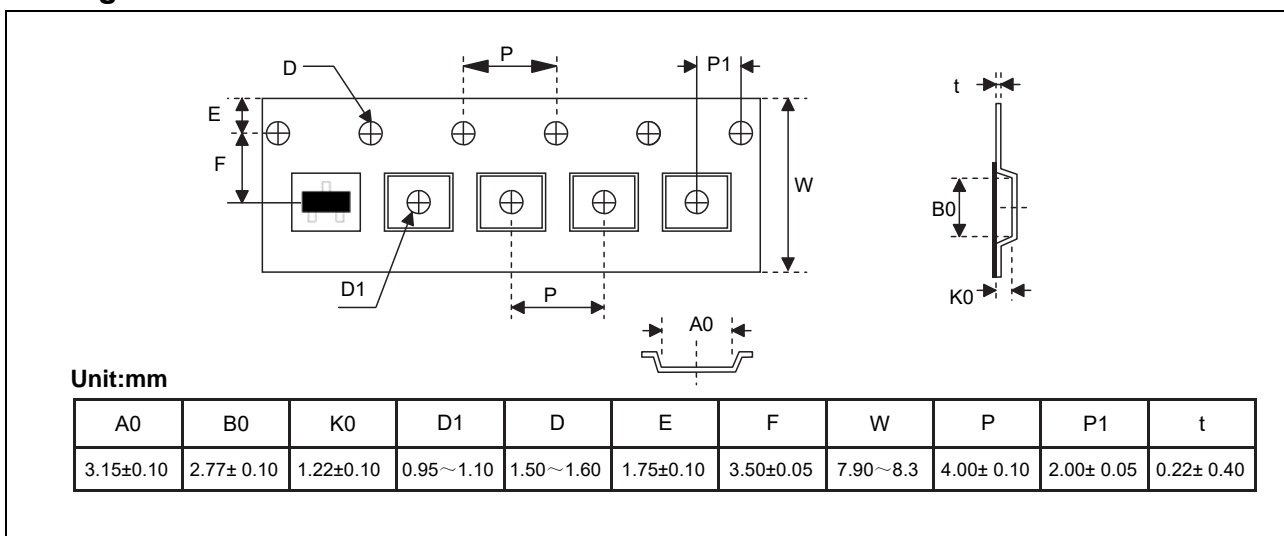 P
P1
D
t
E
F
W
B0
D1
P
K0
A0
Unit:mm
A0 B0 K0 D1 D E F W P P1 t
3.15±0.10 2.77± 0.10 1.22±0.10 0.95～1.10 1.50～1.60 1.75±0.10 3.50±0.05 7.90～8.3 4.00± 0.10 2.00± 0.05 0.22± 0.40